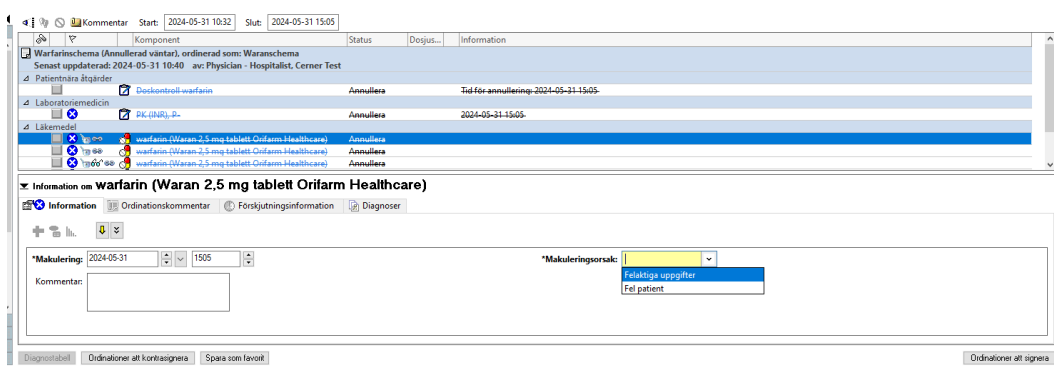 Kommentar Start: 2024-05-31 10:32 Slut: 2024-05-31 15:05
Komponent Status Dosjus... Information
Warfarinschema (Annullerad väntar), ordinerad som: Waranschema
Senast uppdaterad: 2024-05-31 10:40 av: Physician - Hospitalist, Cerner Test
Patientnära åtgärder
Doskontroll warfarin Annullera Tid för annullering: 2024-05-31 15:05
Laboratoriemedicin
PK (INR), P- Annullera 2024-05-31 15:05
Läkemedel
warfarin (Waran 2,5 mg tablett Orifarm Healthcare) Annullera
warfarin (Waran 2,5 mg tablett Orifarm Healthcare) Annullera
warfarin (Waran 2,5 mg tablett Orifarm Healthcare) Annullera
Information om warfarin (Waran 2,5 mg tablett Orifarm Healthcare)
Information Ordinationskommentar Förskjutningsinformation Diagnoser
*Makulering: 2024-05-31 1505 *Makuleringsorsak:
Felaktiga uppgifter
Kommentar: Fel patient
Diagnostabell Ordinationer att kontrasignera Spara som favorit Ordinationer att signera